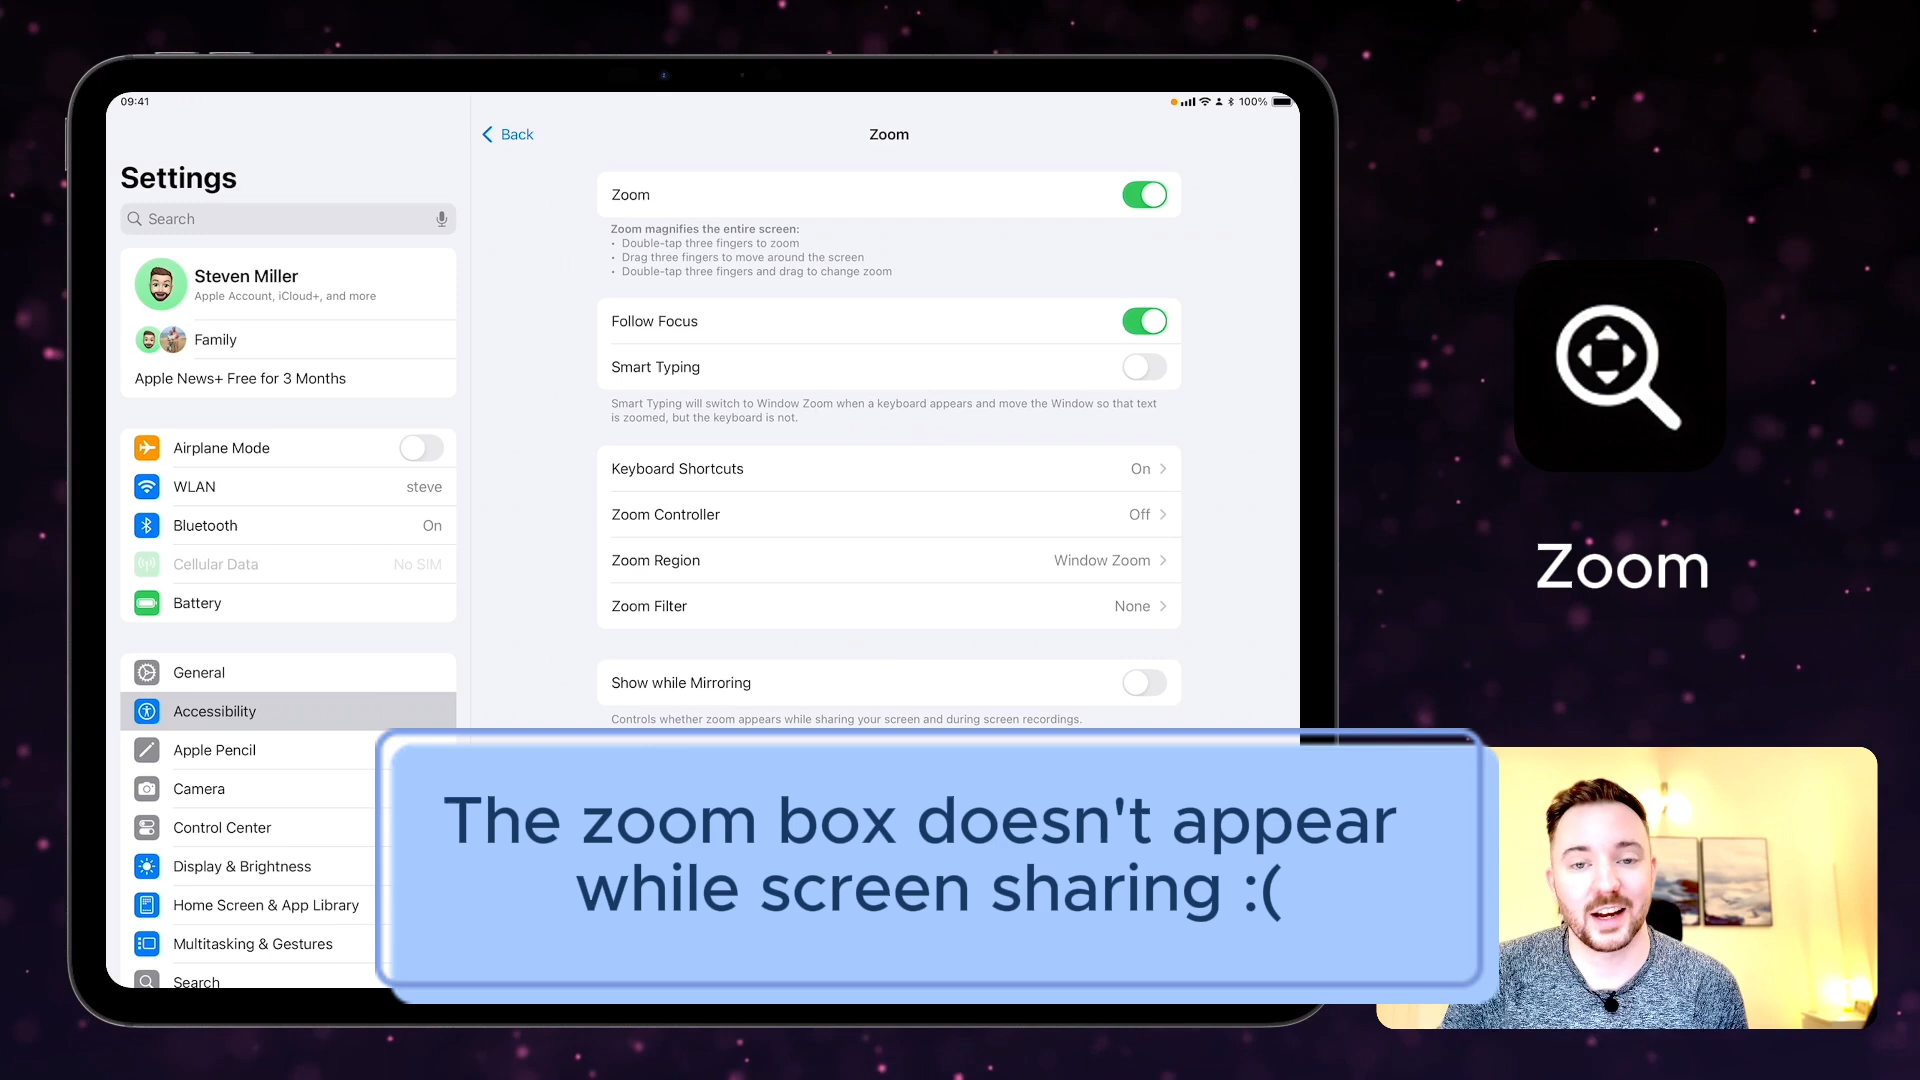 09:41
100%
Settings
Search
Steven Miller
Apple Account, iCloud+, and more
Family
Apple News+ Free for 3 Months
Airplane Mode
WLAN steve
Bluetooth On
Cellular Data No SIM
Battery
General
Accessibility
Apple Pencil
Camera
Control Center
Display & Brightness
Home Screen & App Library
Multitasking & Gestures
Search
Back
Zoom
Zoom
Zoom magnifies the entire screen:
• Double-tap three fingers to zoom
• Drag three fingers to move around the screen
• Double-tap three fingers and drag to change zoom
Follow Focus
Smart Typing
Smart Typing will switch to Window Zoom when a keyboard appears and move the Window so that text
is zoomed, but the keyboard is not.
Keyboard Shortcuts On
Zoom Controller Off
Zoom Region Window Zoom
Zoom Filter None
Show while Mirroring
Controls whether zoom appears while sharing your screen and during screen recordings.
The zoom box doesn't appear
while screen sharing :(
Zoom